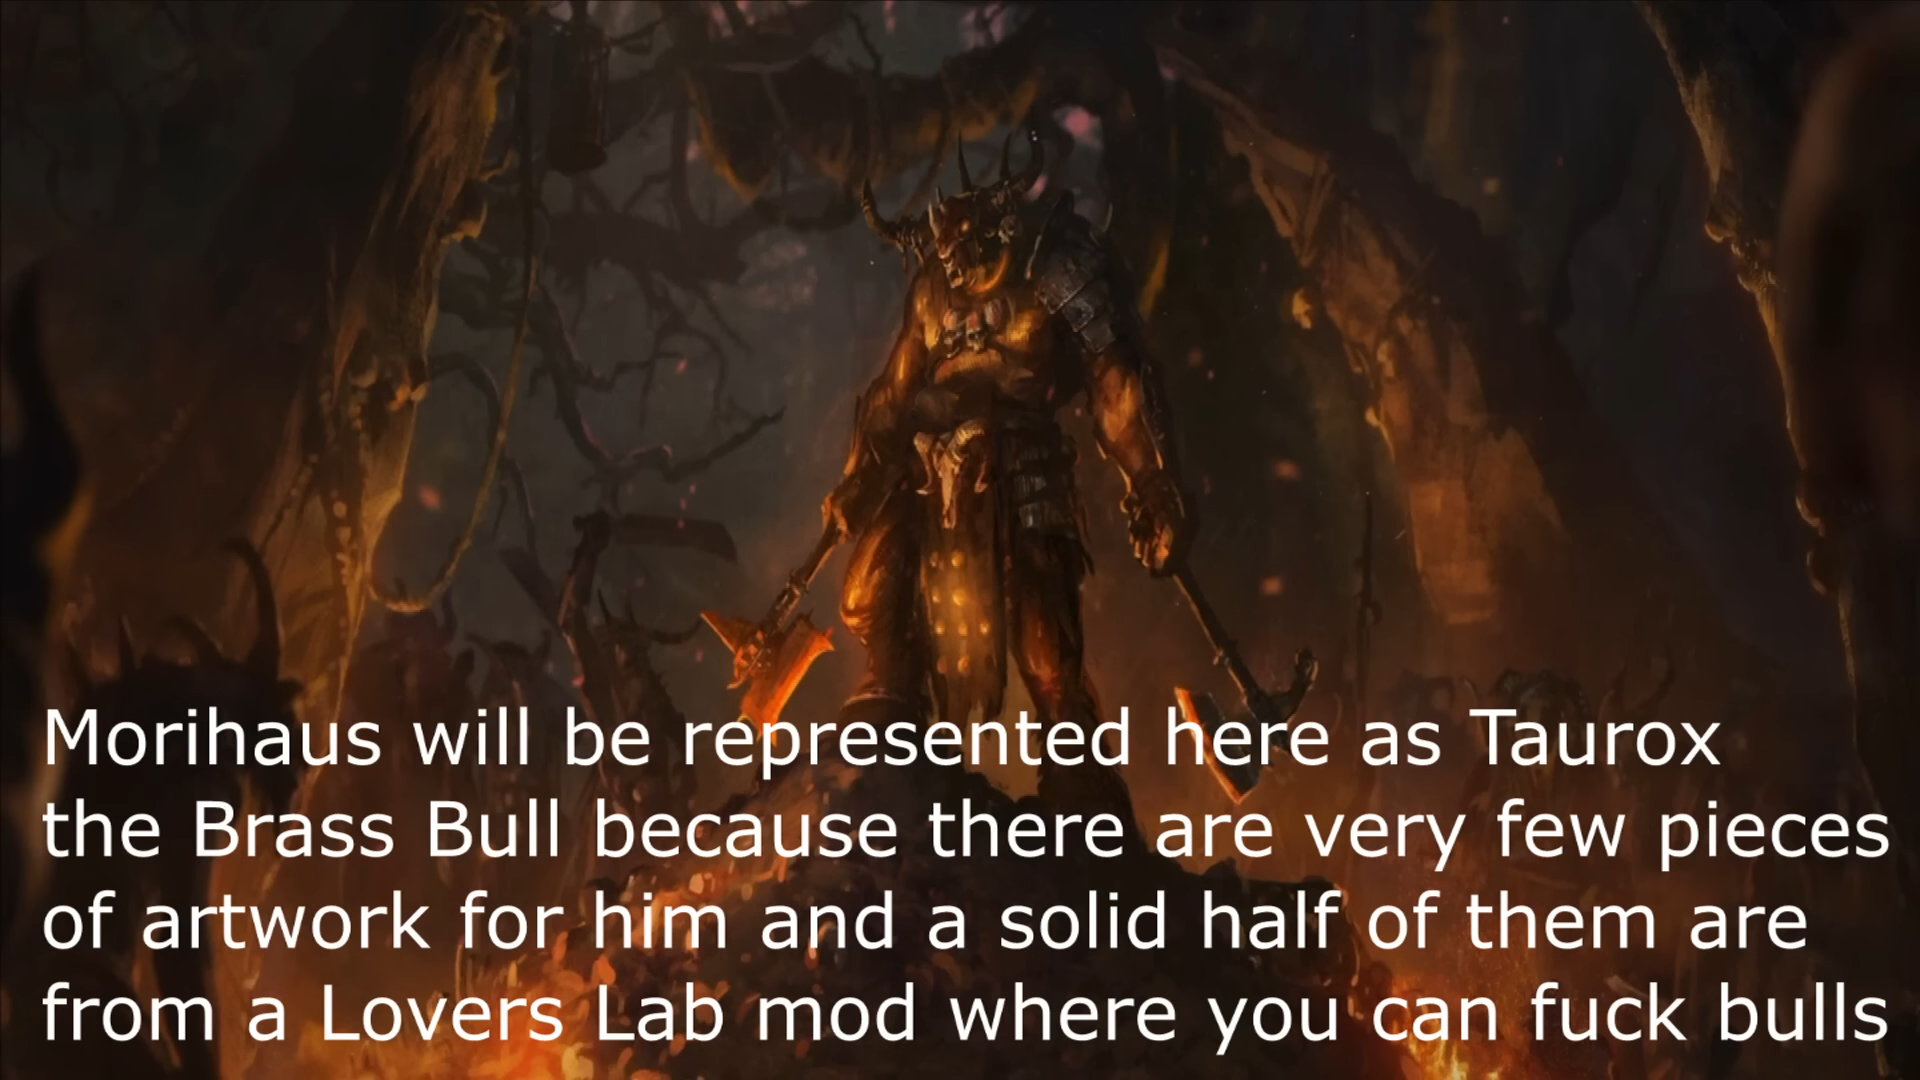 Morihaus will be represented here as Taurox
the Brass Bull because there are very few pieces
of artwork for him and a solid half of them are
from a Lovers Lab mod where you can fuck bulls